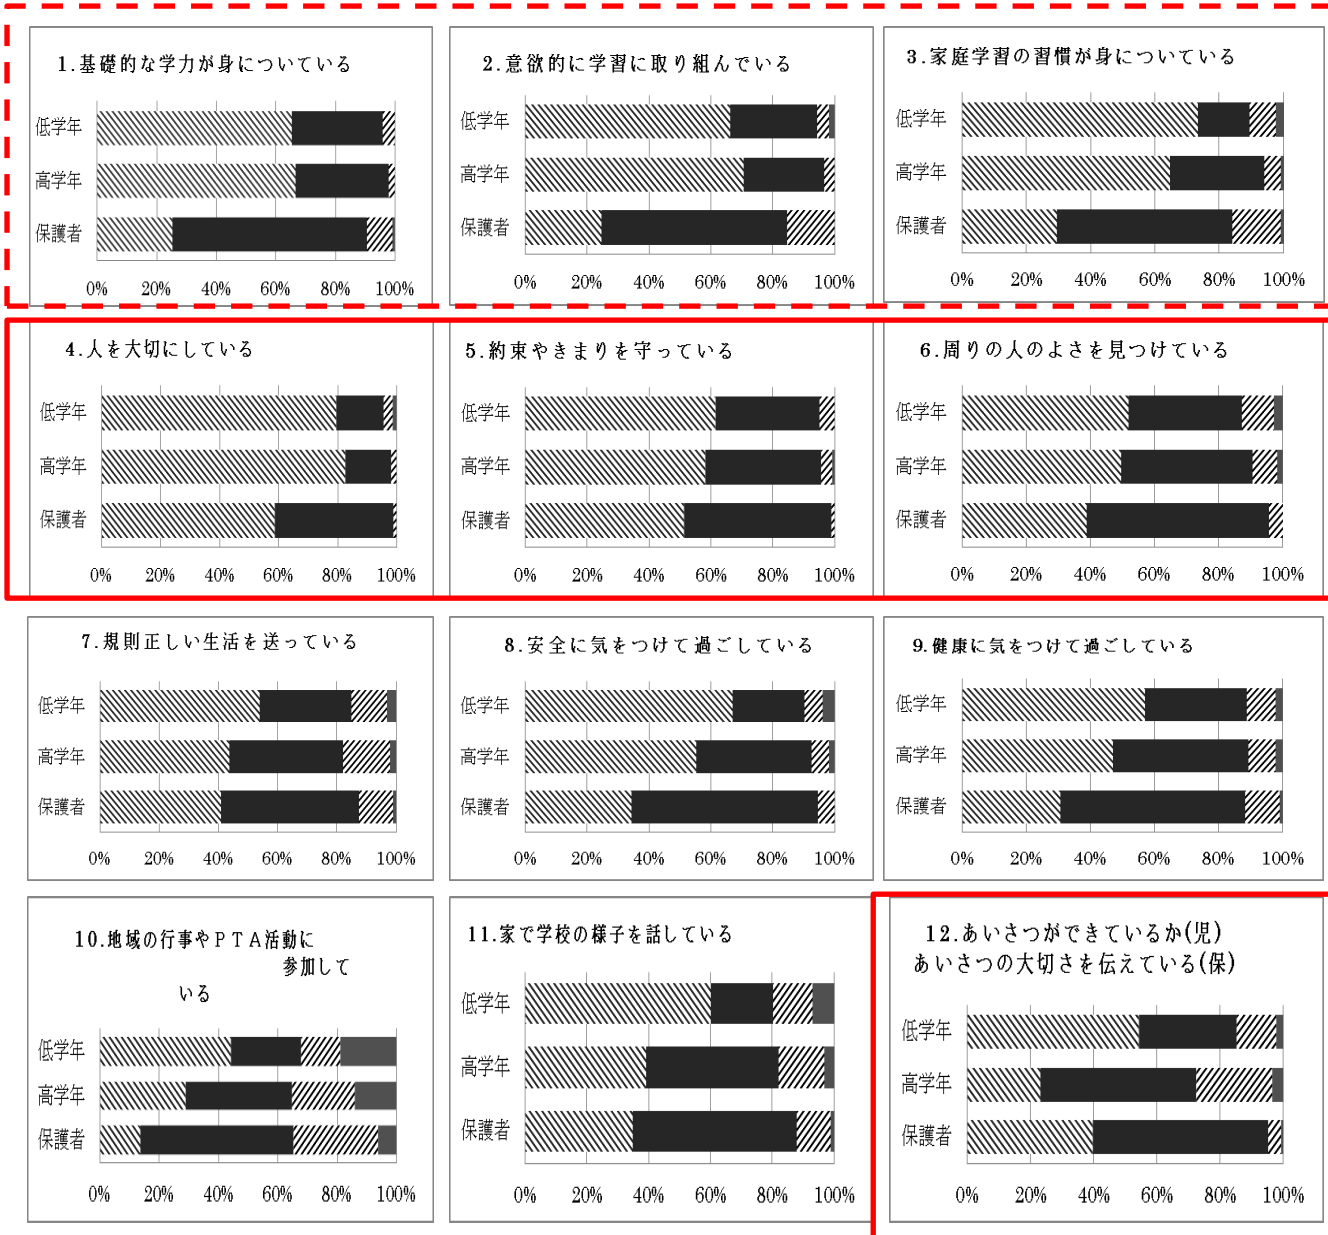 1.基礎的な学力が身についている
低学年
高学年
保護者
0% 20% 40% 60% 80% 100%
2.意欲的に学習に取り組んでいる
低学年
高学年
保護者
0% 20% 40% 60% 80% 100%
3.家庭学習の習慣が身についている
低学年
高学年
保護者
0% 20% 40% 60% 80% 100%
4.人を大切にしている
低学年
高学年
保護者
0% 20% 40% 60% 80% 100%
5.約束やきまりを守っている
低学年
高学年
保護者
0% 20% 40% 60% 80% 100%
6.周りの人のよさを見つけている
低学年
高学年
保護者
0% 20% 40% 60% 80% 100%
7.規則正しい生活を送っている
低学年
高学年
保護者
0% 20% 40% 60% 80% 100%
8.安全に気をつけて過ごしている
低学年
高学年
保護者
0% 20% 40% 60% 80% 100%
9.健康に気をつけて過ごしている
低学年
高学年
保護者
0% 20% 40% 60% 80% 100%
10.地域の行事やＰＴＡ活動に
参加して
いる
低学年
高学年
保護者
0% 20% 40% 60% 80% 100%
11.家で学校の様子を話している
低学年
高学年
保護者
0% 20% 40% 60% 80% 100%
12.あいさつができているか(児)
あいさつの大切さを伝えている(保)
低学年
高学年
保護者
0% 20% 40% 60% 80% 100%